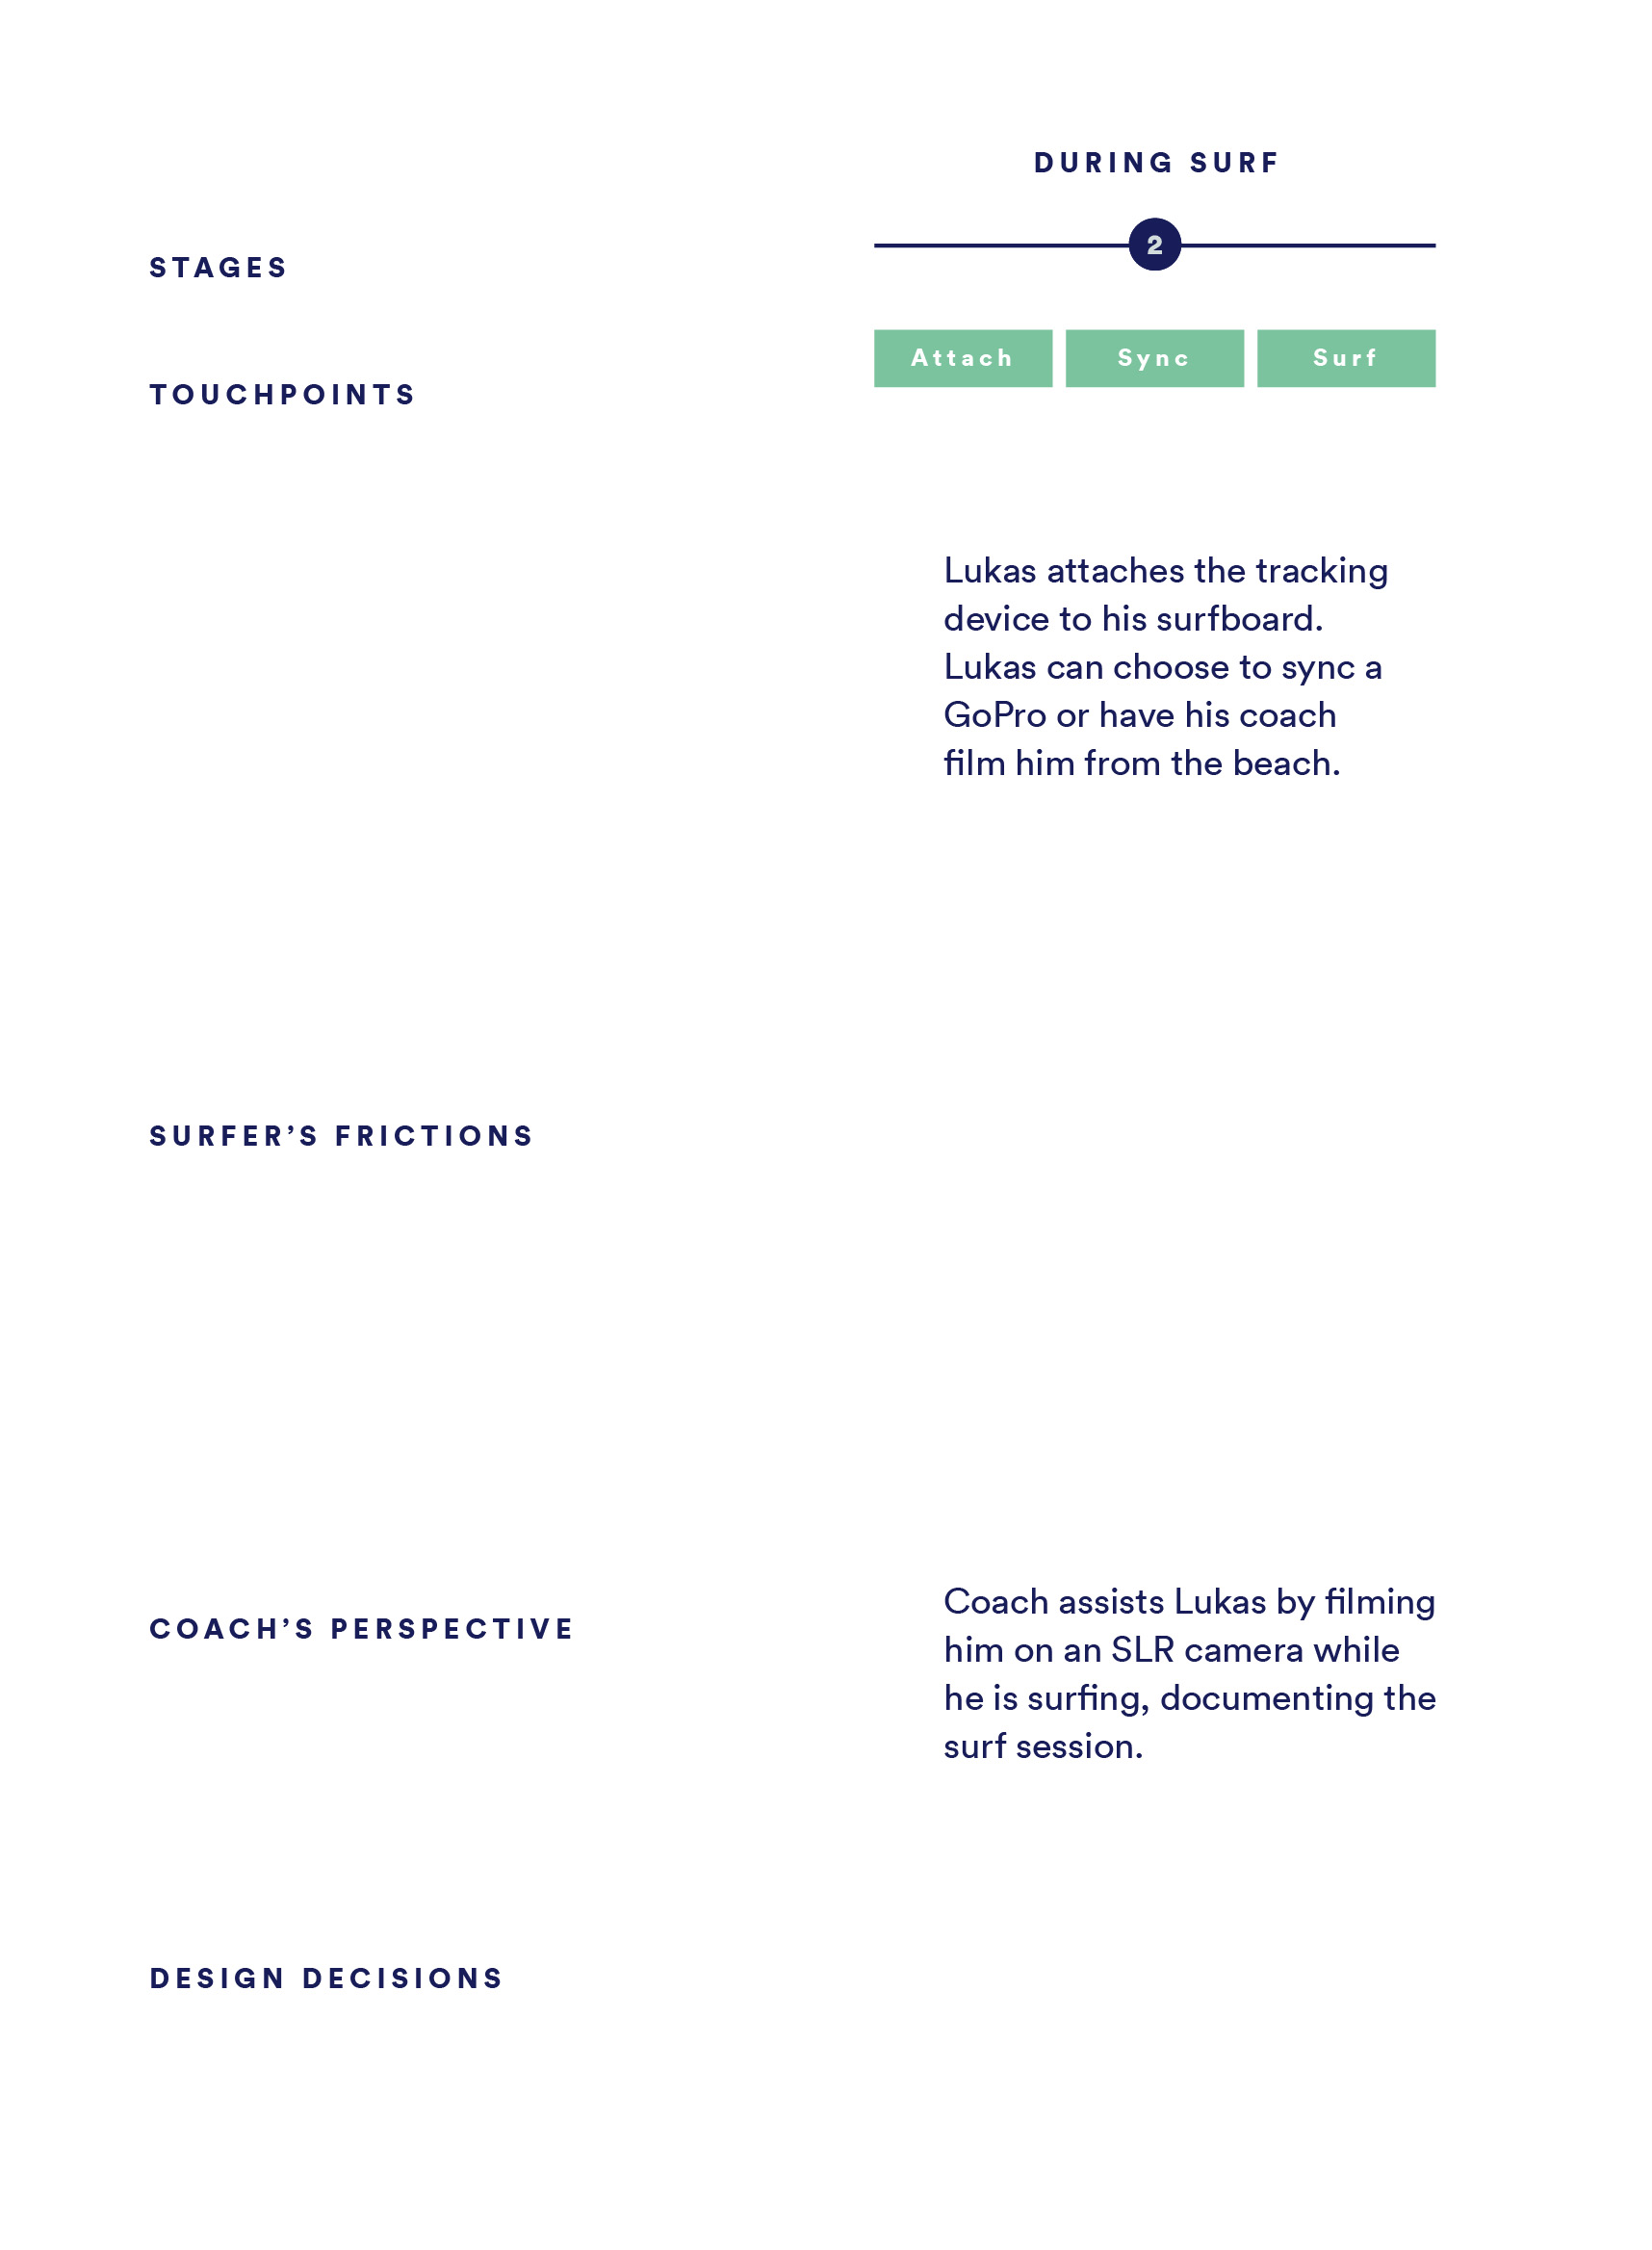 DURING SURF
2
STAGES
Attach
Sync
Surf
TOUCHPOINTS
Lukas attaches the tracking
device to his surfboard.
Lukas can choose to sync a
GoPro or have his coach
film him from the beach.
SURFER’S FRICTIONS
COACH’S PERSPECTIVE
Coach assists Lukas by filming
him on an SLR camera while
he is surfing, documenting the
surf session.
DESIGN DECISIONS